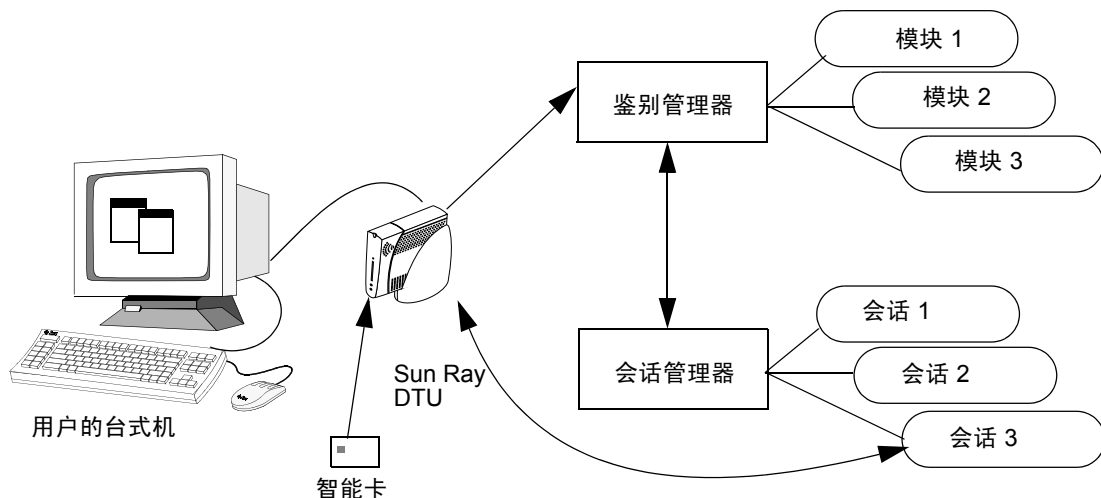 模块 1
鉴别管理器
模块 2
模块 3
会话 1
会话管理器
会话 2
Sun Ray
DTU
用户的台式机
会话 3
智能卡